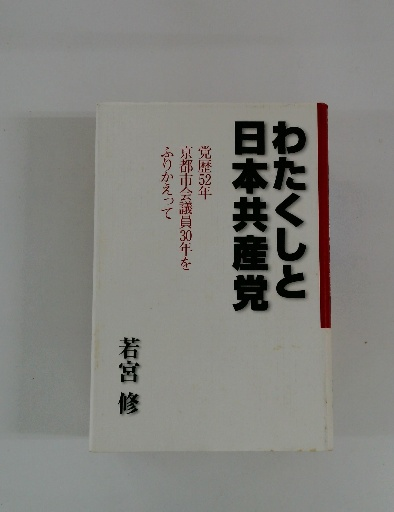 わたくしと
日本共産党
党歴52年
京都市会議員30年を
ふりかえって
若宮 修